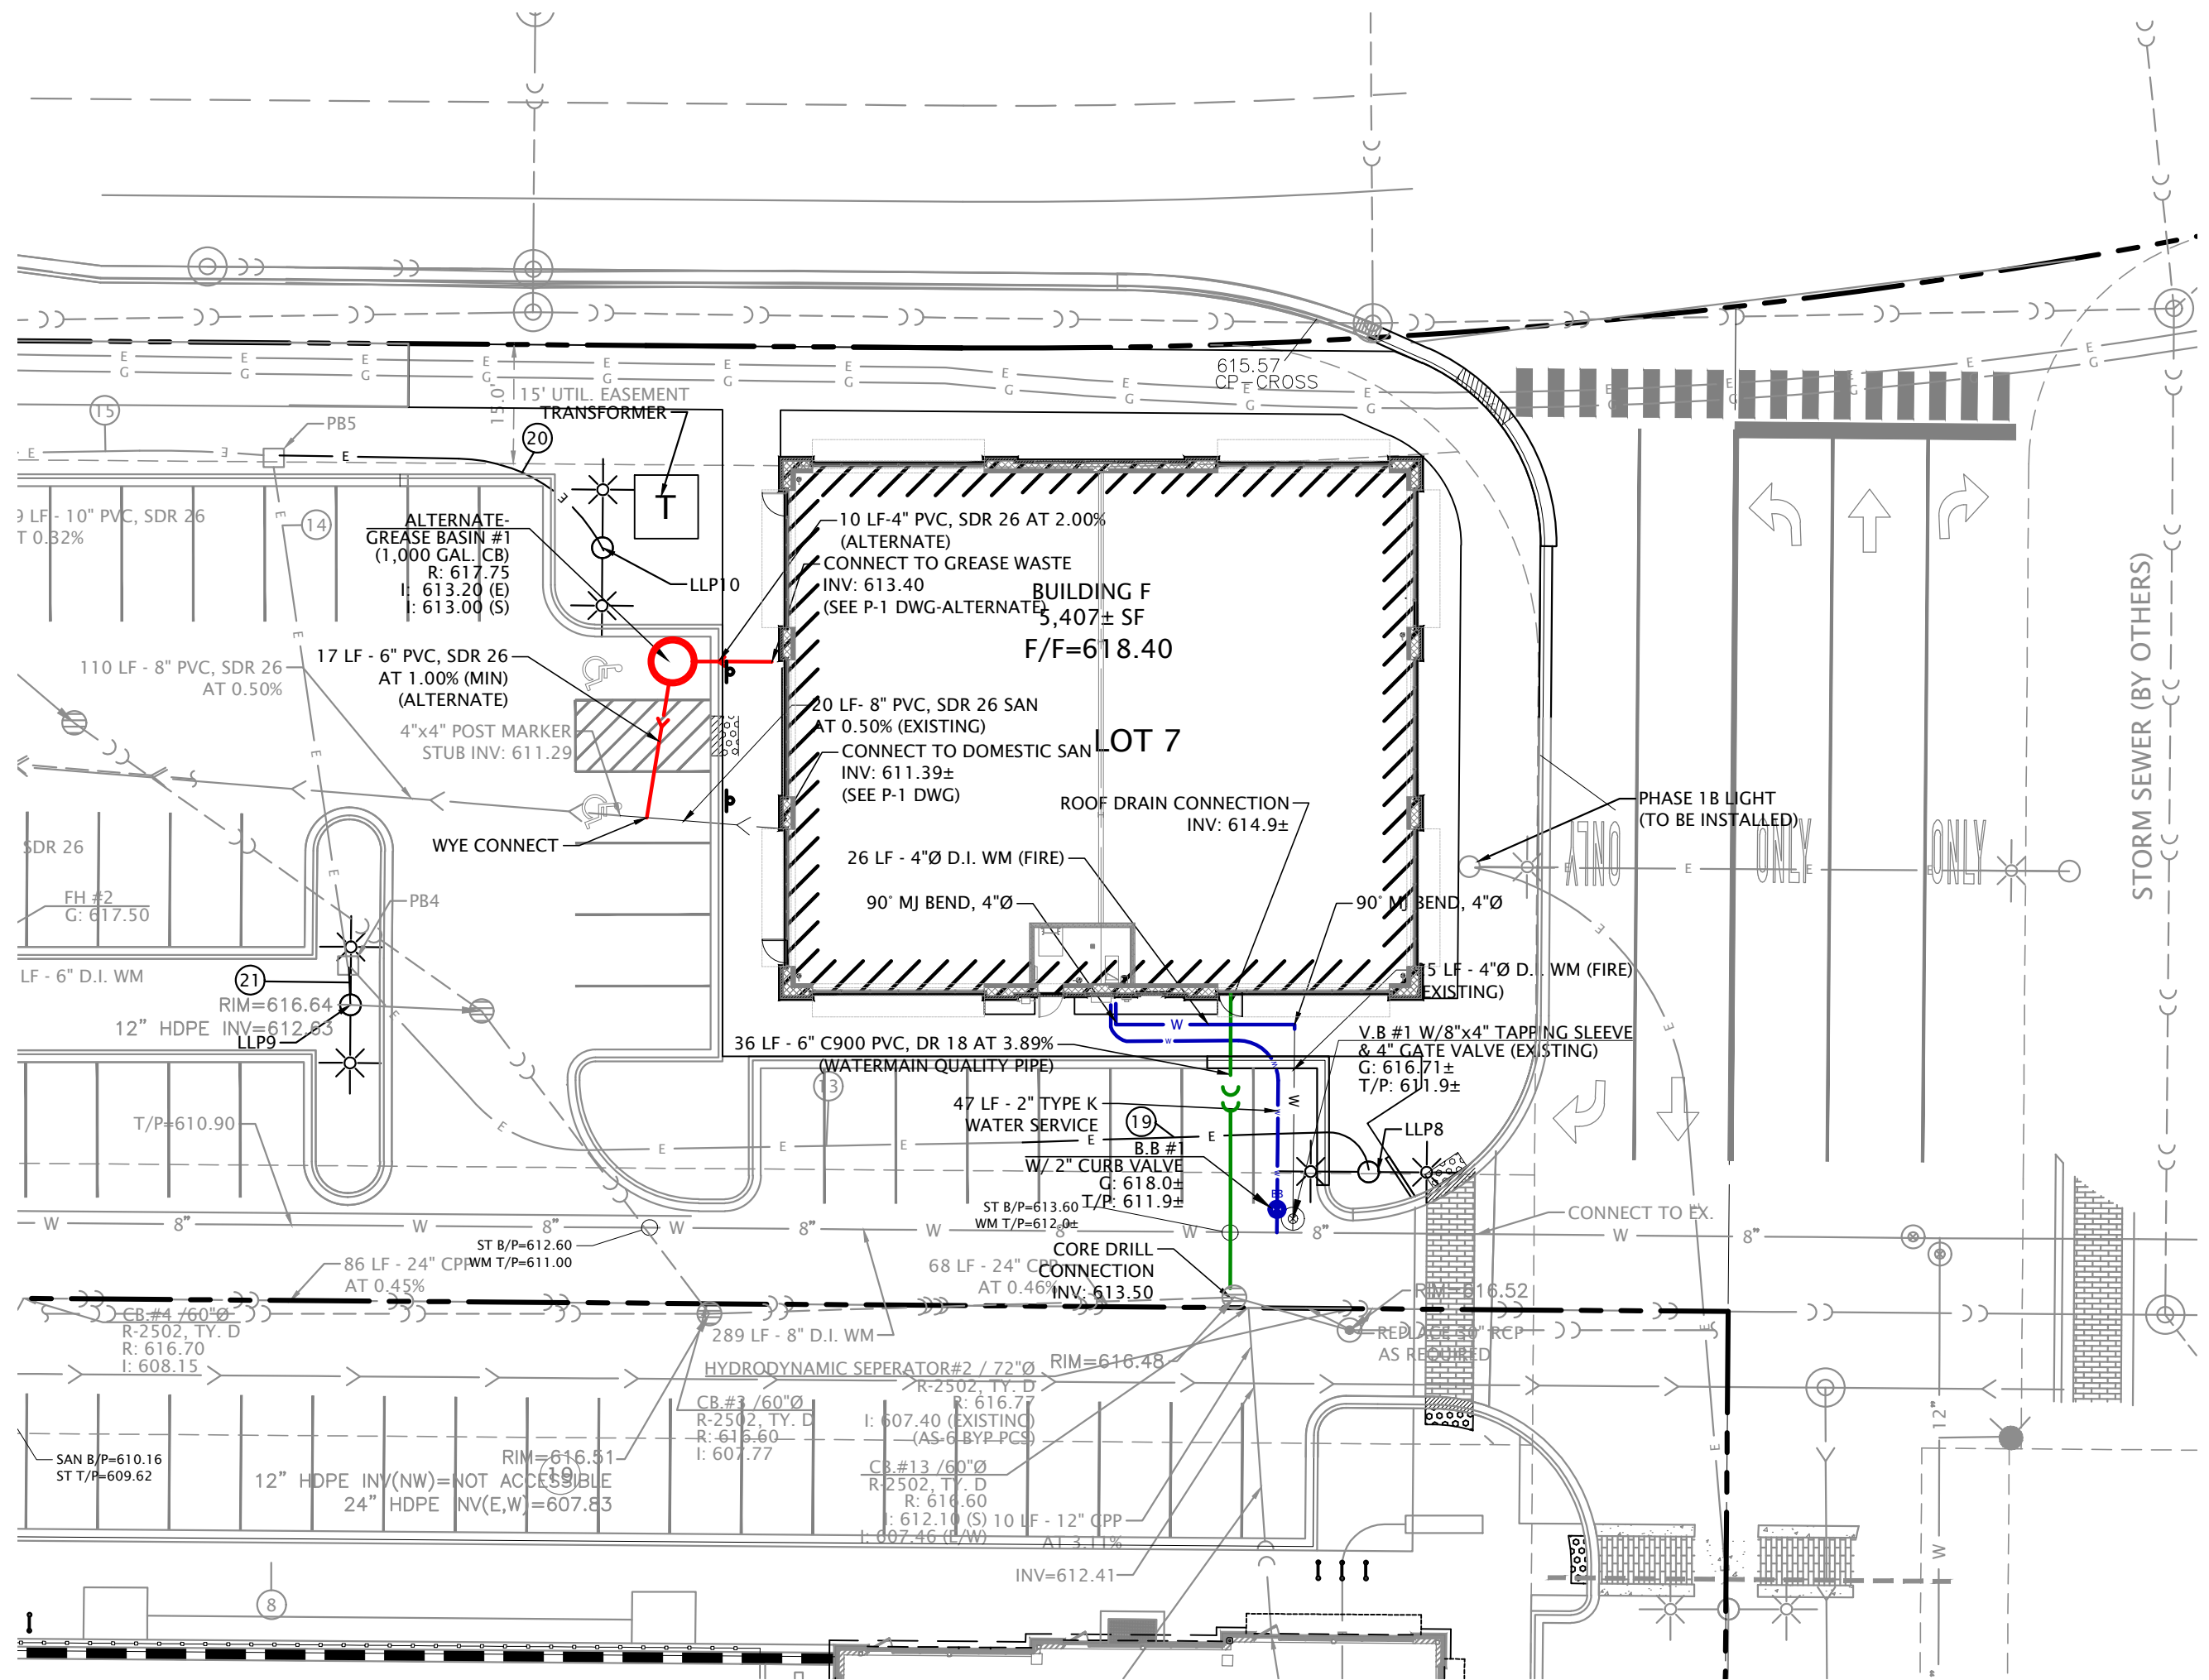 615.57
CP-CROSS
15' UTIL. EASEMENT
15.0'
TRANSFORMER
T
15
PB5
20
14
LF - 10" PVC, SDR 26
0.32%
ALTERNATE-
GREASE BASIN #1
(1,000 GAL. CB)
R: 617.75
I: 613.20 (E)
I: 613.00 (S)
LLP10
10 LF-4" PVC, SDR 26 AT 2.00%
(ALTERNATE)
CONNECT TO GREASE WASTE
INV: 613.40
(SEE P-1 DWG-ALTERNATE)
BUILDING F
5,407± SF
F/F=618.40
LOT 7
110 LF - 8" PVC, SDR 26
AT 0.50%
17 LF - 6" PVC, SDR 26
AT 1.00% (MIN)
(ALTERNATE)
4"x4" POST MARKER
STUB INV: 611.29
20 LF- 8" PVC, SDR 26 SAN
AT 0.50% (EXISTING)
CONNECT TO DOMESTIC SAN
INV: 611.39±
(SEE P-1 DWG)
WYE CONNECT
ROOF DRAIN CONNECTION
INV: 614.9±
26 LF - 4"Ø D.I. WM (FIRE)
90° MJ BEND, 4"Ø
90° MJ BEND, 4"Ø
PHASE 1B LIGHT
(TO BE INSTALLED)
ONLY
ONLY
ONLY
STORM SEWER (BY OTHERS)
SDR 26
FH #2
G: 617.50
PB4
LF - 6" D.I. WM
21
RIM=616.64
12" HDPE INV=612.63
LLP9
5 LF - 4"Ø D.I. WM (FIRE)
EXISTING)
V.B #1 W/8"x4" TAPPING SLEEVE
& 4" GATE VALVE (EXISTING)
G: 616.71±
T/P: 611.9±
36 LF - 6" C900 PVC, DR 18 AT 3.89%
(WATERMAIN QUALITY PIPE)
13
47 LF - 2" TYPE K
WATER SERVICE
19
LLP8
B.B #1
W/ 2" CURB VALVE
G: 618.0±
T/P: 611.9±
T/P=610.90
ST B/P=613.60
WM T/P=612.0±
ST B/P=612.60
WM T/P=611.00
CONNECT TO EX.
W 8" W 8" W W 8" W 8" W 8"
86 LF - 24" CPP
AT 0.45%
68 LF - 24" CPP
AT 0.46%
CORE DRILL
CONNECTION
INV: 613.50
RIM=616.52
CB.#4 /60"Ø
R-2502, TY. D
R: 616.70
I: 608.15
289 LF - 8" D.I. WM
REPLACE 30" RCP
AS REQUIRED
HYDRODYNAMIC SEPERATOR#2 / 72"Ø
R-2502, TY. D
R: 616.77
I: 607.40 (EXISTING)
(AS-6 BYP PCS)
RIM=616.48
CB.#3 /60"Ø
R-2502, TY. D
R: 616.60
I: 607.77
SAN B/P=610.16
ST T/P=609.62
RIM=616.51
12" HDPE INV(NW)=NOT ACCESSIBLE
24" HDPE INV(E,W)=607.83
19
CB.#13 /60"Ø
R-2502, TY. D
R: 616.60
I: 612.10 (S)
I: 607.46 (E/W)
10 LF - 12" CPP
AT 3.11%
INV=612.41
12"
W
8